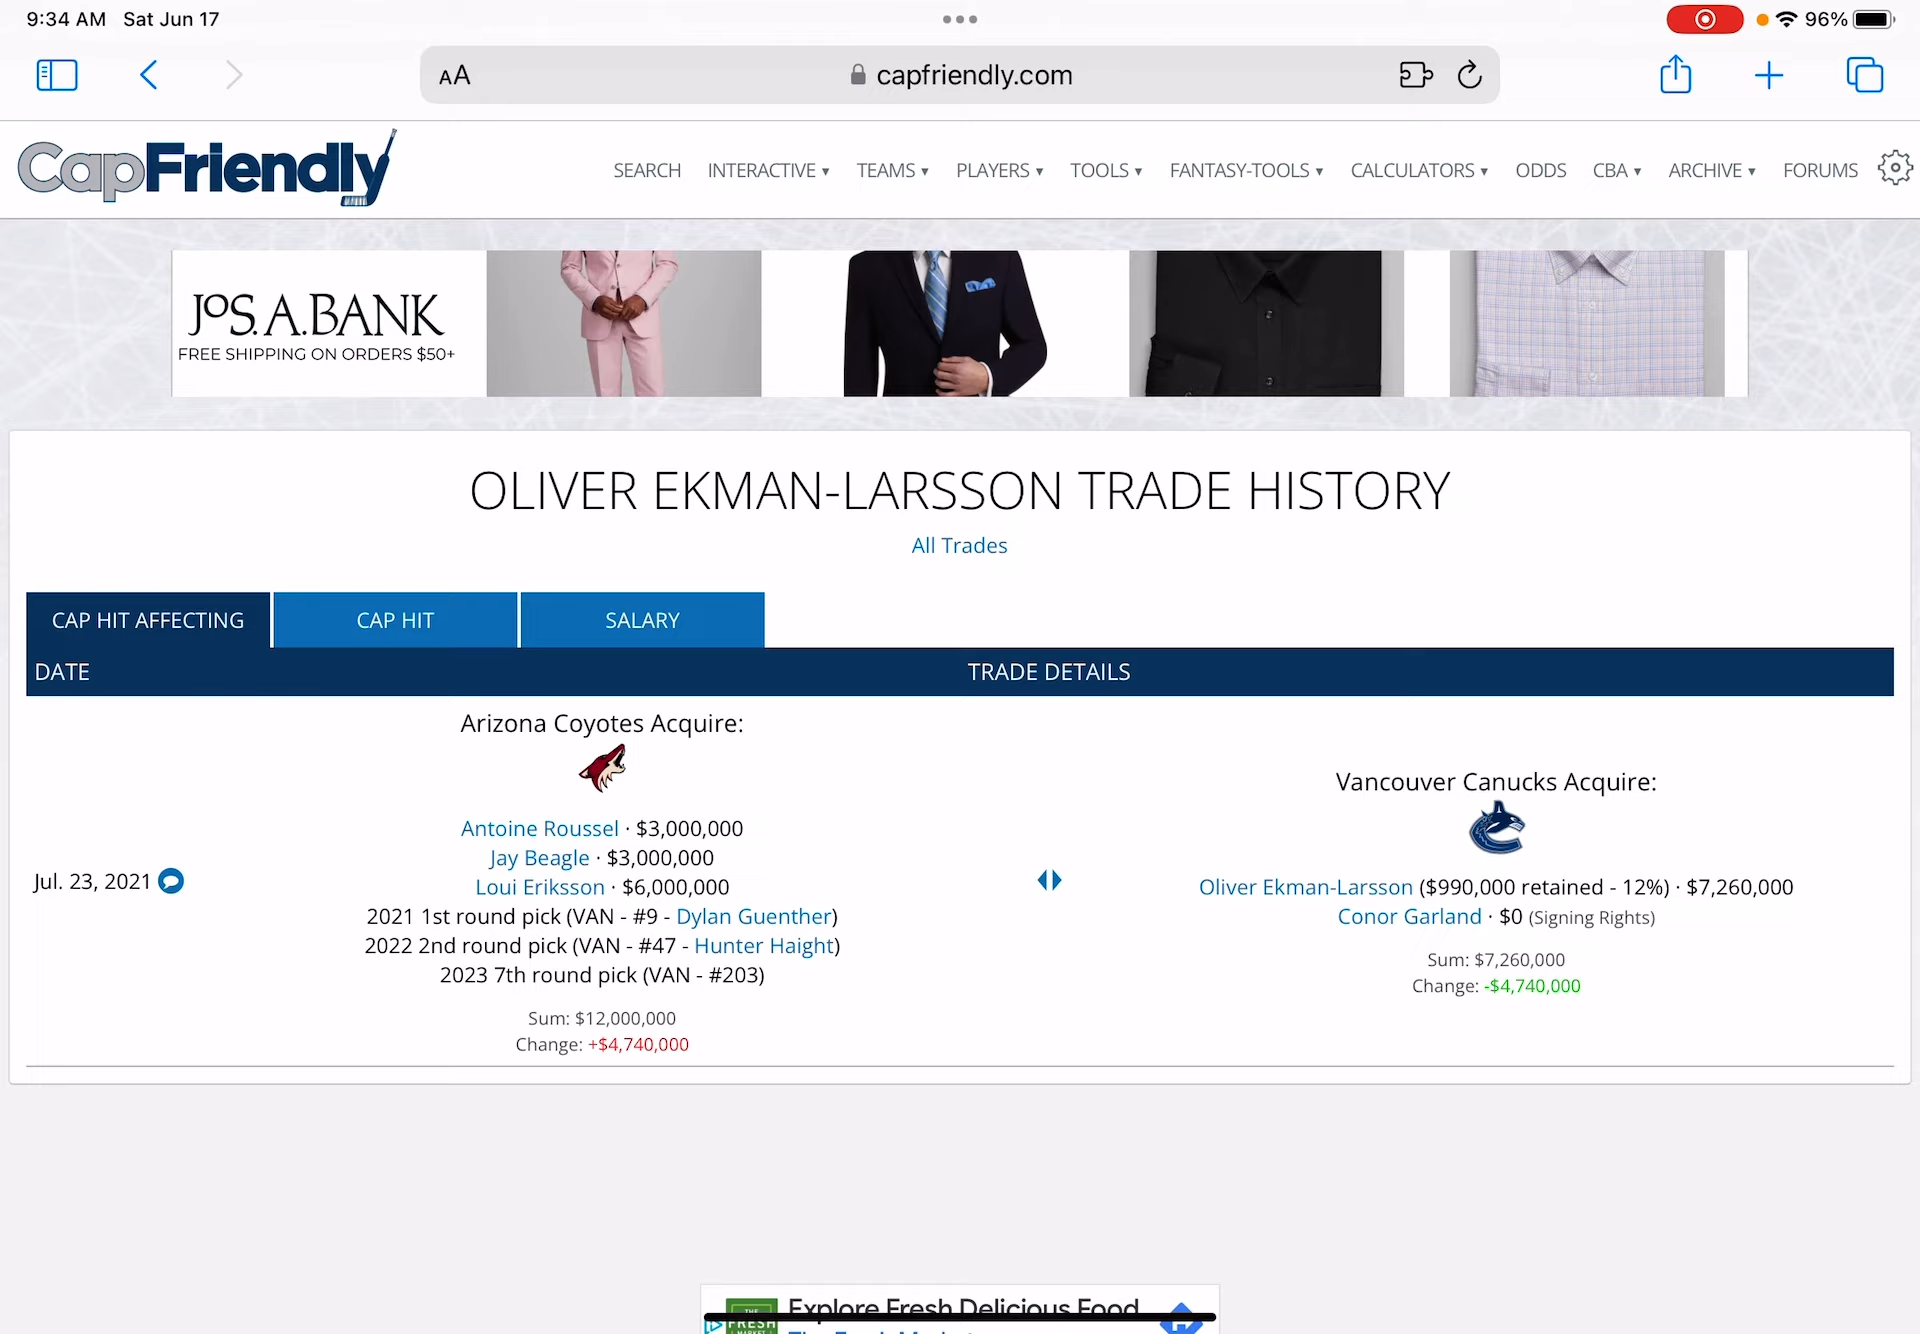 9:34 AM Sat Jun 17
96%
AA
capfriendly.com
CapFriendly
SEARCH INTERACTIVE ▾ TEAMS ▾ PLAYERS ▾ TOOLS ▾ FANTASY-TOOLS ▾ CALCULATORS ▾ ODDS CBA ▾ ARCHIVE ▾ FORUMS
JOS. A. BANK
FREE SHIPPING ON ORDERS $50+
OLIVER EKMAN-LARSSON TRADE HISTORY
All Trades
CAP HIT AFFECTING CAP HIT SALARY
DATE TRADE DETAILS
Jul. 23, 2021
Arizona Coyotes Acquire:
Antoine Roussel · $3,000,000
Jay Beagle · $3,000,000
Loui Eriksson · $6,000,000
2021 1st round pick (VAN - #9 - Dylan Guenther)
2022 2nd round pick (VAN - #47 - Hunter Haight)
2023 7th round pick (VAN - #203)
Sum: $12,000,000
Change: +$4,740,000
Vancouver Canucks Acquire:
Oliver Ekman-Larsson ($990,000 retained - 12%) · $7,260,000
Conor Garland · $0 (Signing Rights)
Sum: $7,260,000
Change: -$4,740,000
THE
FRESH
Explore Fresh Delicious Food